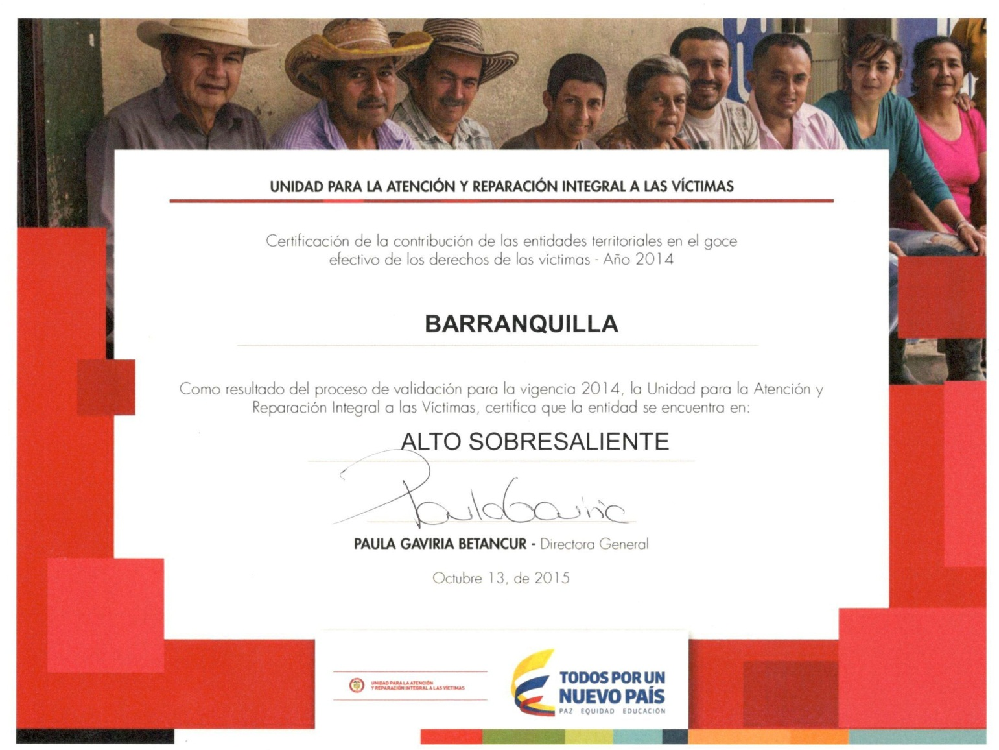 UNIDAD PARA LA ATENCIÓN Y REPARACIÓN INTEGRAL A LAS VÍCTIMAS
Certificación de la contribución de las entidades territoriales en el goce
efectivo de los derechos de las víctimas - Año 2014
BARRANQUILLA
Como resultado del proceso de validación para la vigencia 2014, la Unidad para la Atención y
Reparación Integral a las Víctimas, certifica que la entidad se encuentra en:
ALTO SOBRESALIENTE
Paula Gaviria
PAULA GAVIRIA BETANCUR - Directora General
Octubre 13, de 2015
UNIDAD PARA LA ATENCIÓN
Y REPARACIÓN INTEGRAL A LAS VÍCTIMAS
TODOS POR UN
NUEVO PAÍS
PAZ EQUIDAD EDUCACIÓN